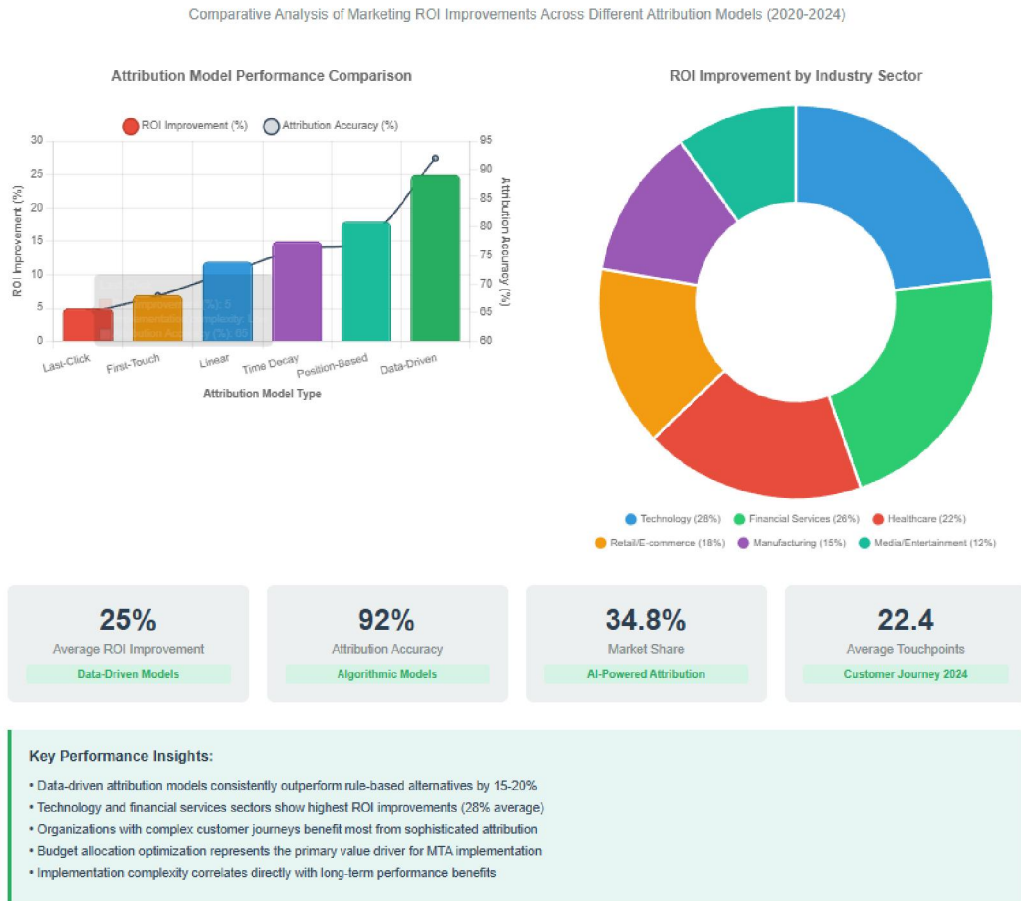 Comparative Analysis of Marketing ROI Improvements Across Different Attribution Models (2020-2024)
Attribution Model Performance Comparison
ROI Improvement (%)
Attribution Accuracy (%)
30
25
20
15
10
5
0
ROI Improvement (%)
95
90
85
80
75
70
65
60
Attribution Accuracy (%)
Last-Click
First-Touch
Linear
Time Decay
Position-Based
Data-Driven
Attribution Model Type
ROI Improvement by Industry Sector
Technology (28%)
Financial Services (26%)
Healthcare (22%)
Retail/E-commerce (18%)
Manufacturing (15%)
Media/Entertainment (12%)
25%
Average ROI Improvement
Data-Driven Models
92%
Attribution Accuracy
Algorithmic Models
34.8%
Market Share
AI-Powered Attribution
22.4
Average Touchpoints
Customer Journey 2024
Key Performance Insights:
• Data-driven attribution models consistently outperform rule-based alternatives by 15-20%
• Technology and financial services sectors show highest ROI improvements (28% average)
• Organizations with complex customer journeys benefit most from sophisticated attribution
• Budget allocation optimization represents the primary value driver for MTA implementation
• Implementation complexity correlates directly with long-term performance benefits